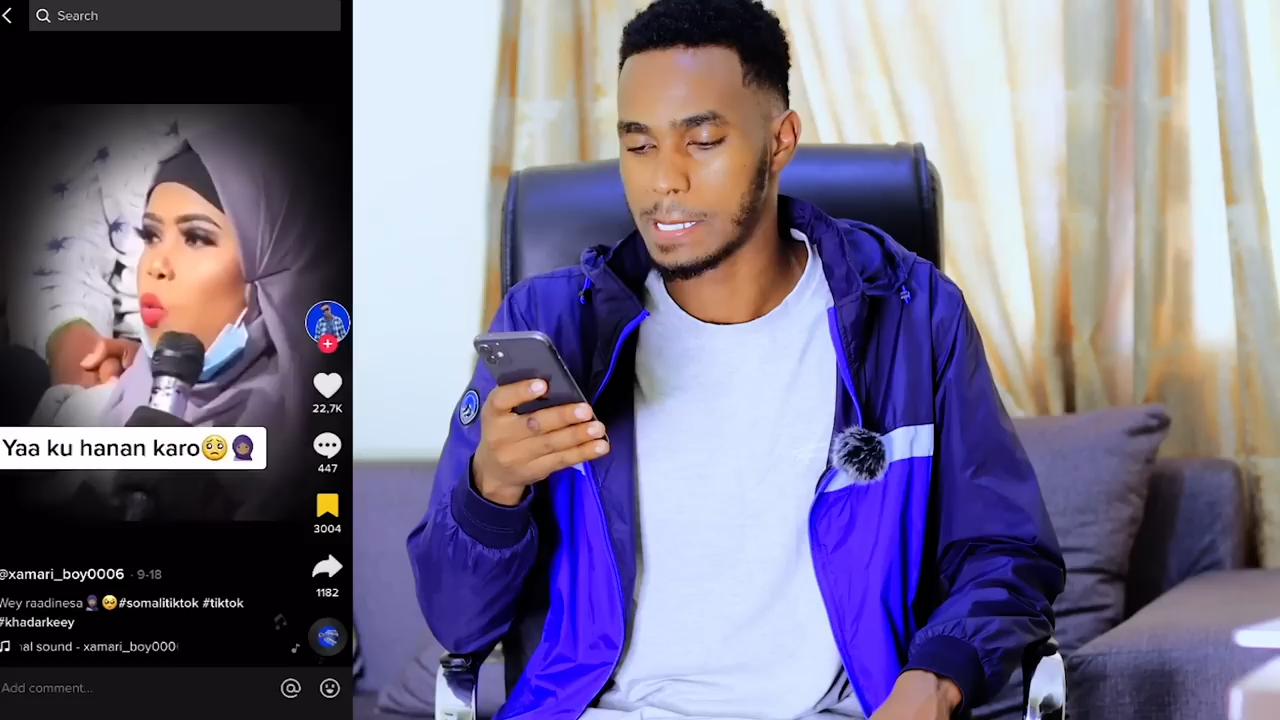 Search
22,7K
447
Yaa ku hanan karo🥺🧕🏾
3004
1182
@xamari_boy0006 · 9-18
Wey raadinesa🧕🏾🥺#somalitiktok #tiktok
#khadarkeey
nal sound - xamari_boy000
Add comment...